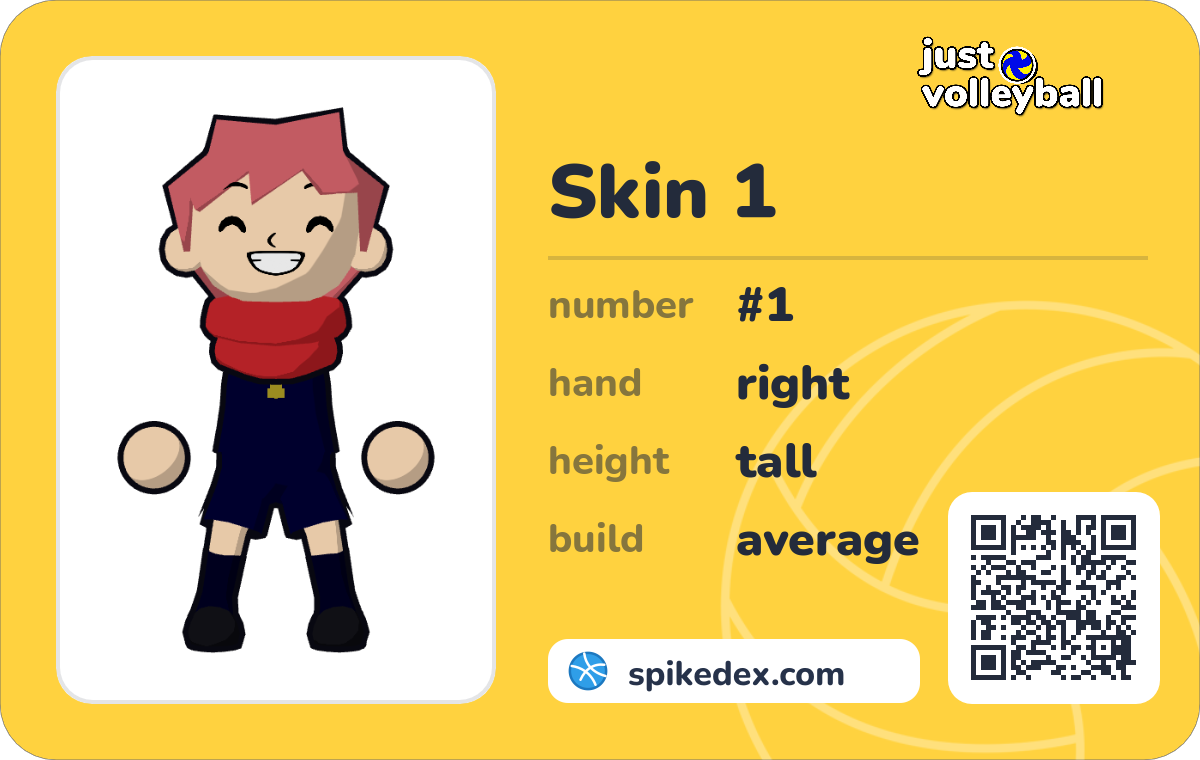 just
volleyball
Skin 1
number #1
hand right
height tall
build average
spikedex.com